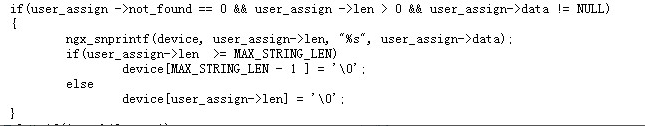 if(user_assign ->not_found == 0 && user_assign ->len > 0 && user_assign->data != NULL)
{
ngx_snprintf(device, user_assign->len, "%s", user_assign->data);
if(user_assign->len  >= MAX_STRING_LEN)
device[MAX_STRING_LEN - 1 ] = '\0';
else
device[user_assign->len] = '\0';
}